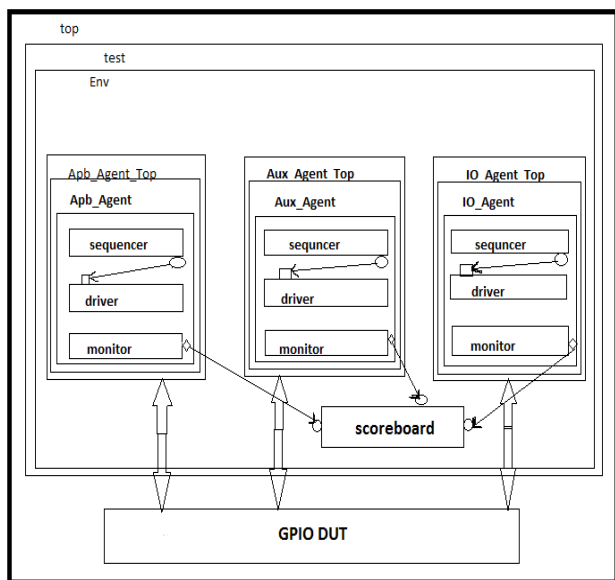 top
test
Env
Apb_Agent_Top
Apb_Agent
sequencer
driver
monitor
Aux_Agent_Top
Aux_Agent
sequncer
driver
monitor
IO_Agent_Top
IO_Agent
sequncer
driver
monitor
scoreboard
GPIO DUT